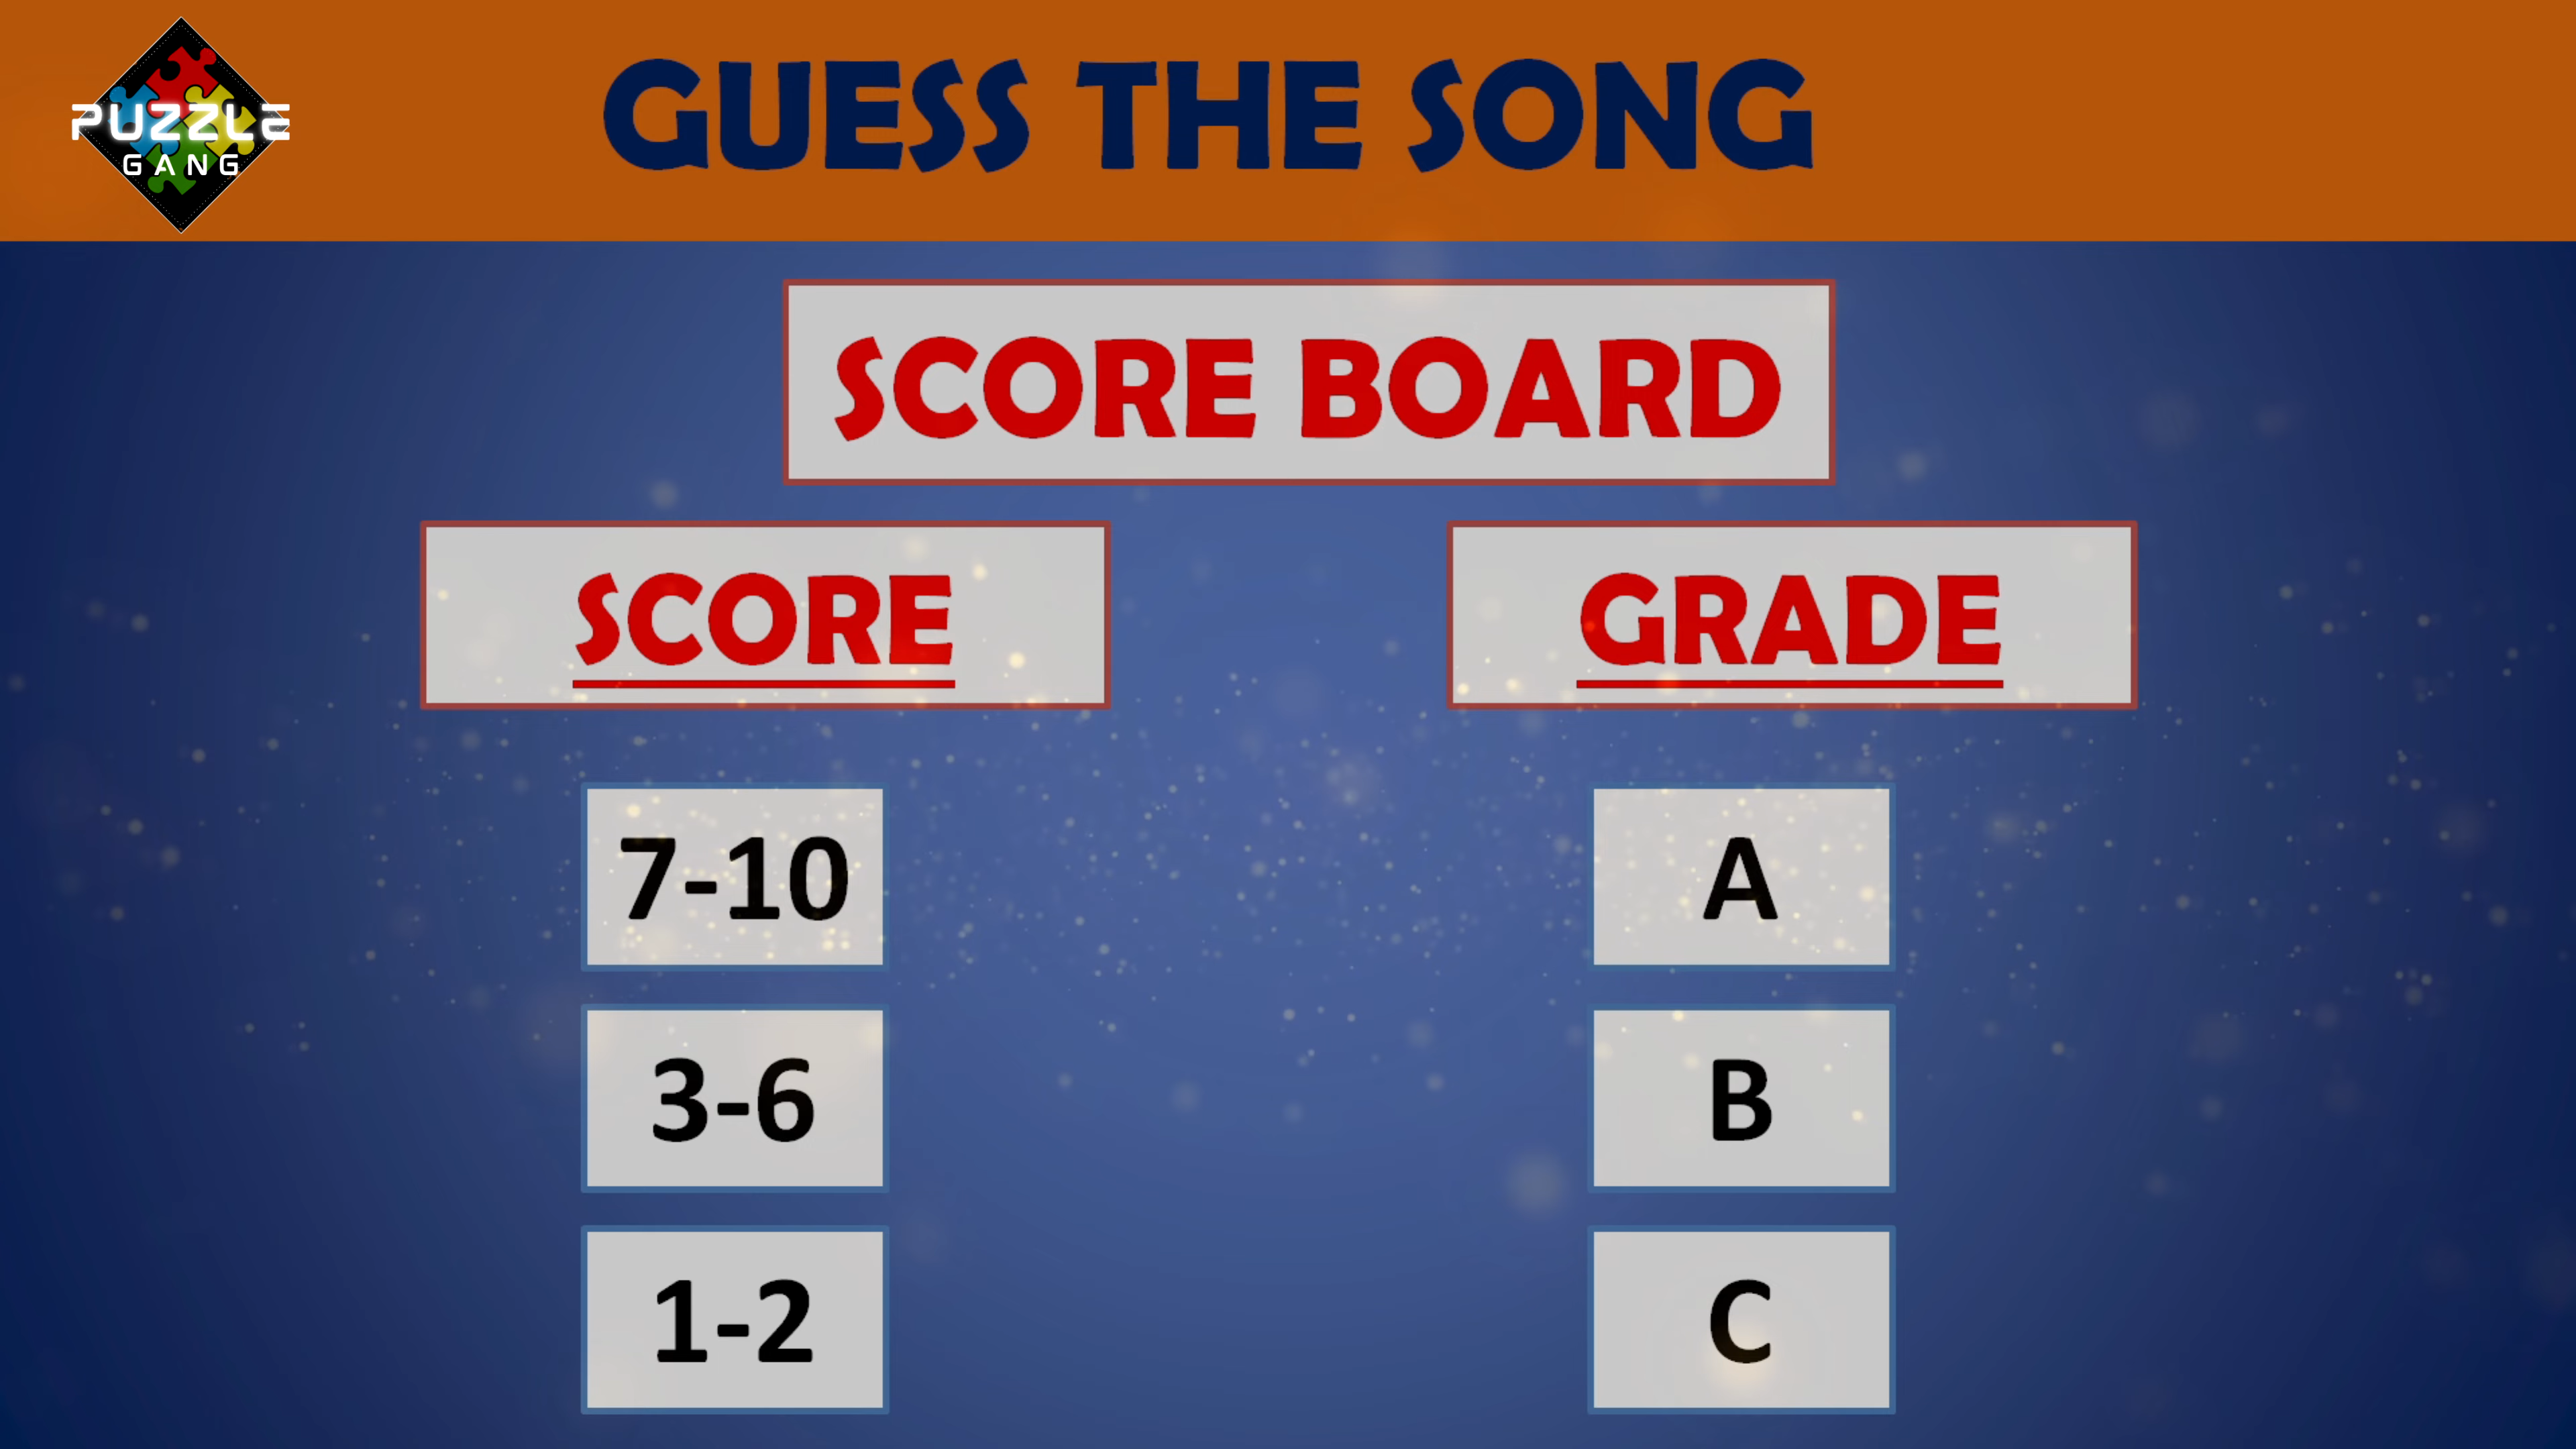 PUZZLE
GANG
GUESS THE SONG
SCORE BOARD
SCORE GRADE
7-10 A
3-6 B
1-2 C